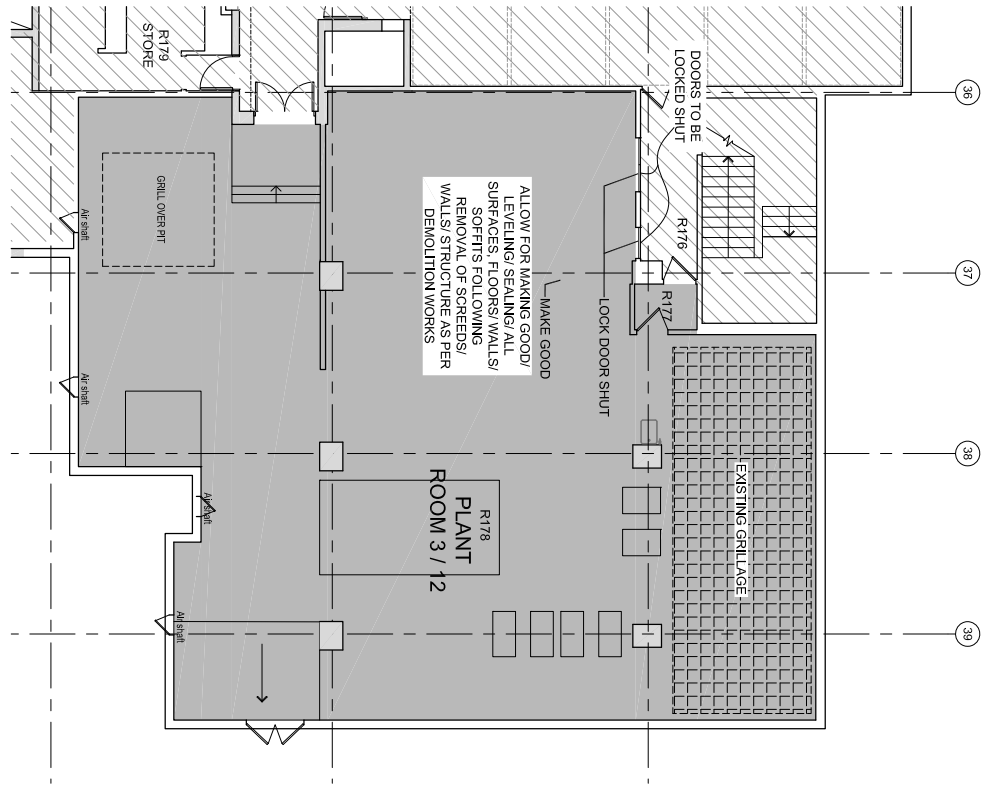 R179
STORE
DOORS TO BE
LOCKED SHUT
36
GRILL OVER PIT
Air shaft
R176
37
ALLOW FOR MAKING GOOD/
LEVELING/ SEALING/ ALL
SURFACES, FLOORS/ WALLS/
SOFFITS FOLLOWING
REMOVAL OF SCREEDS/
WALLS/ STRUCTURE AS PER
DEMOLITION WORKS
MAKE GOOD
LOCK DOOR SHUT
R177
Air shaft
38
EXISTING GRILLAGE
R178
PLANT
ROOM 3 / 12
Air shaft
Air shaft
39